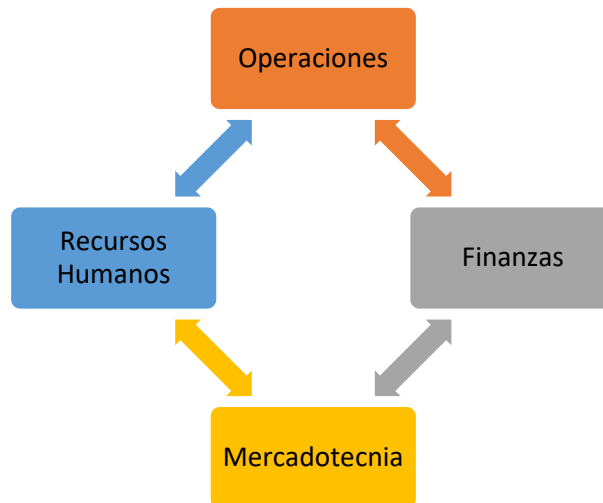 Operaciones
Recursos
Humanos
Finanzas
Mercadotecnia